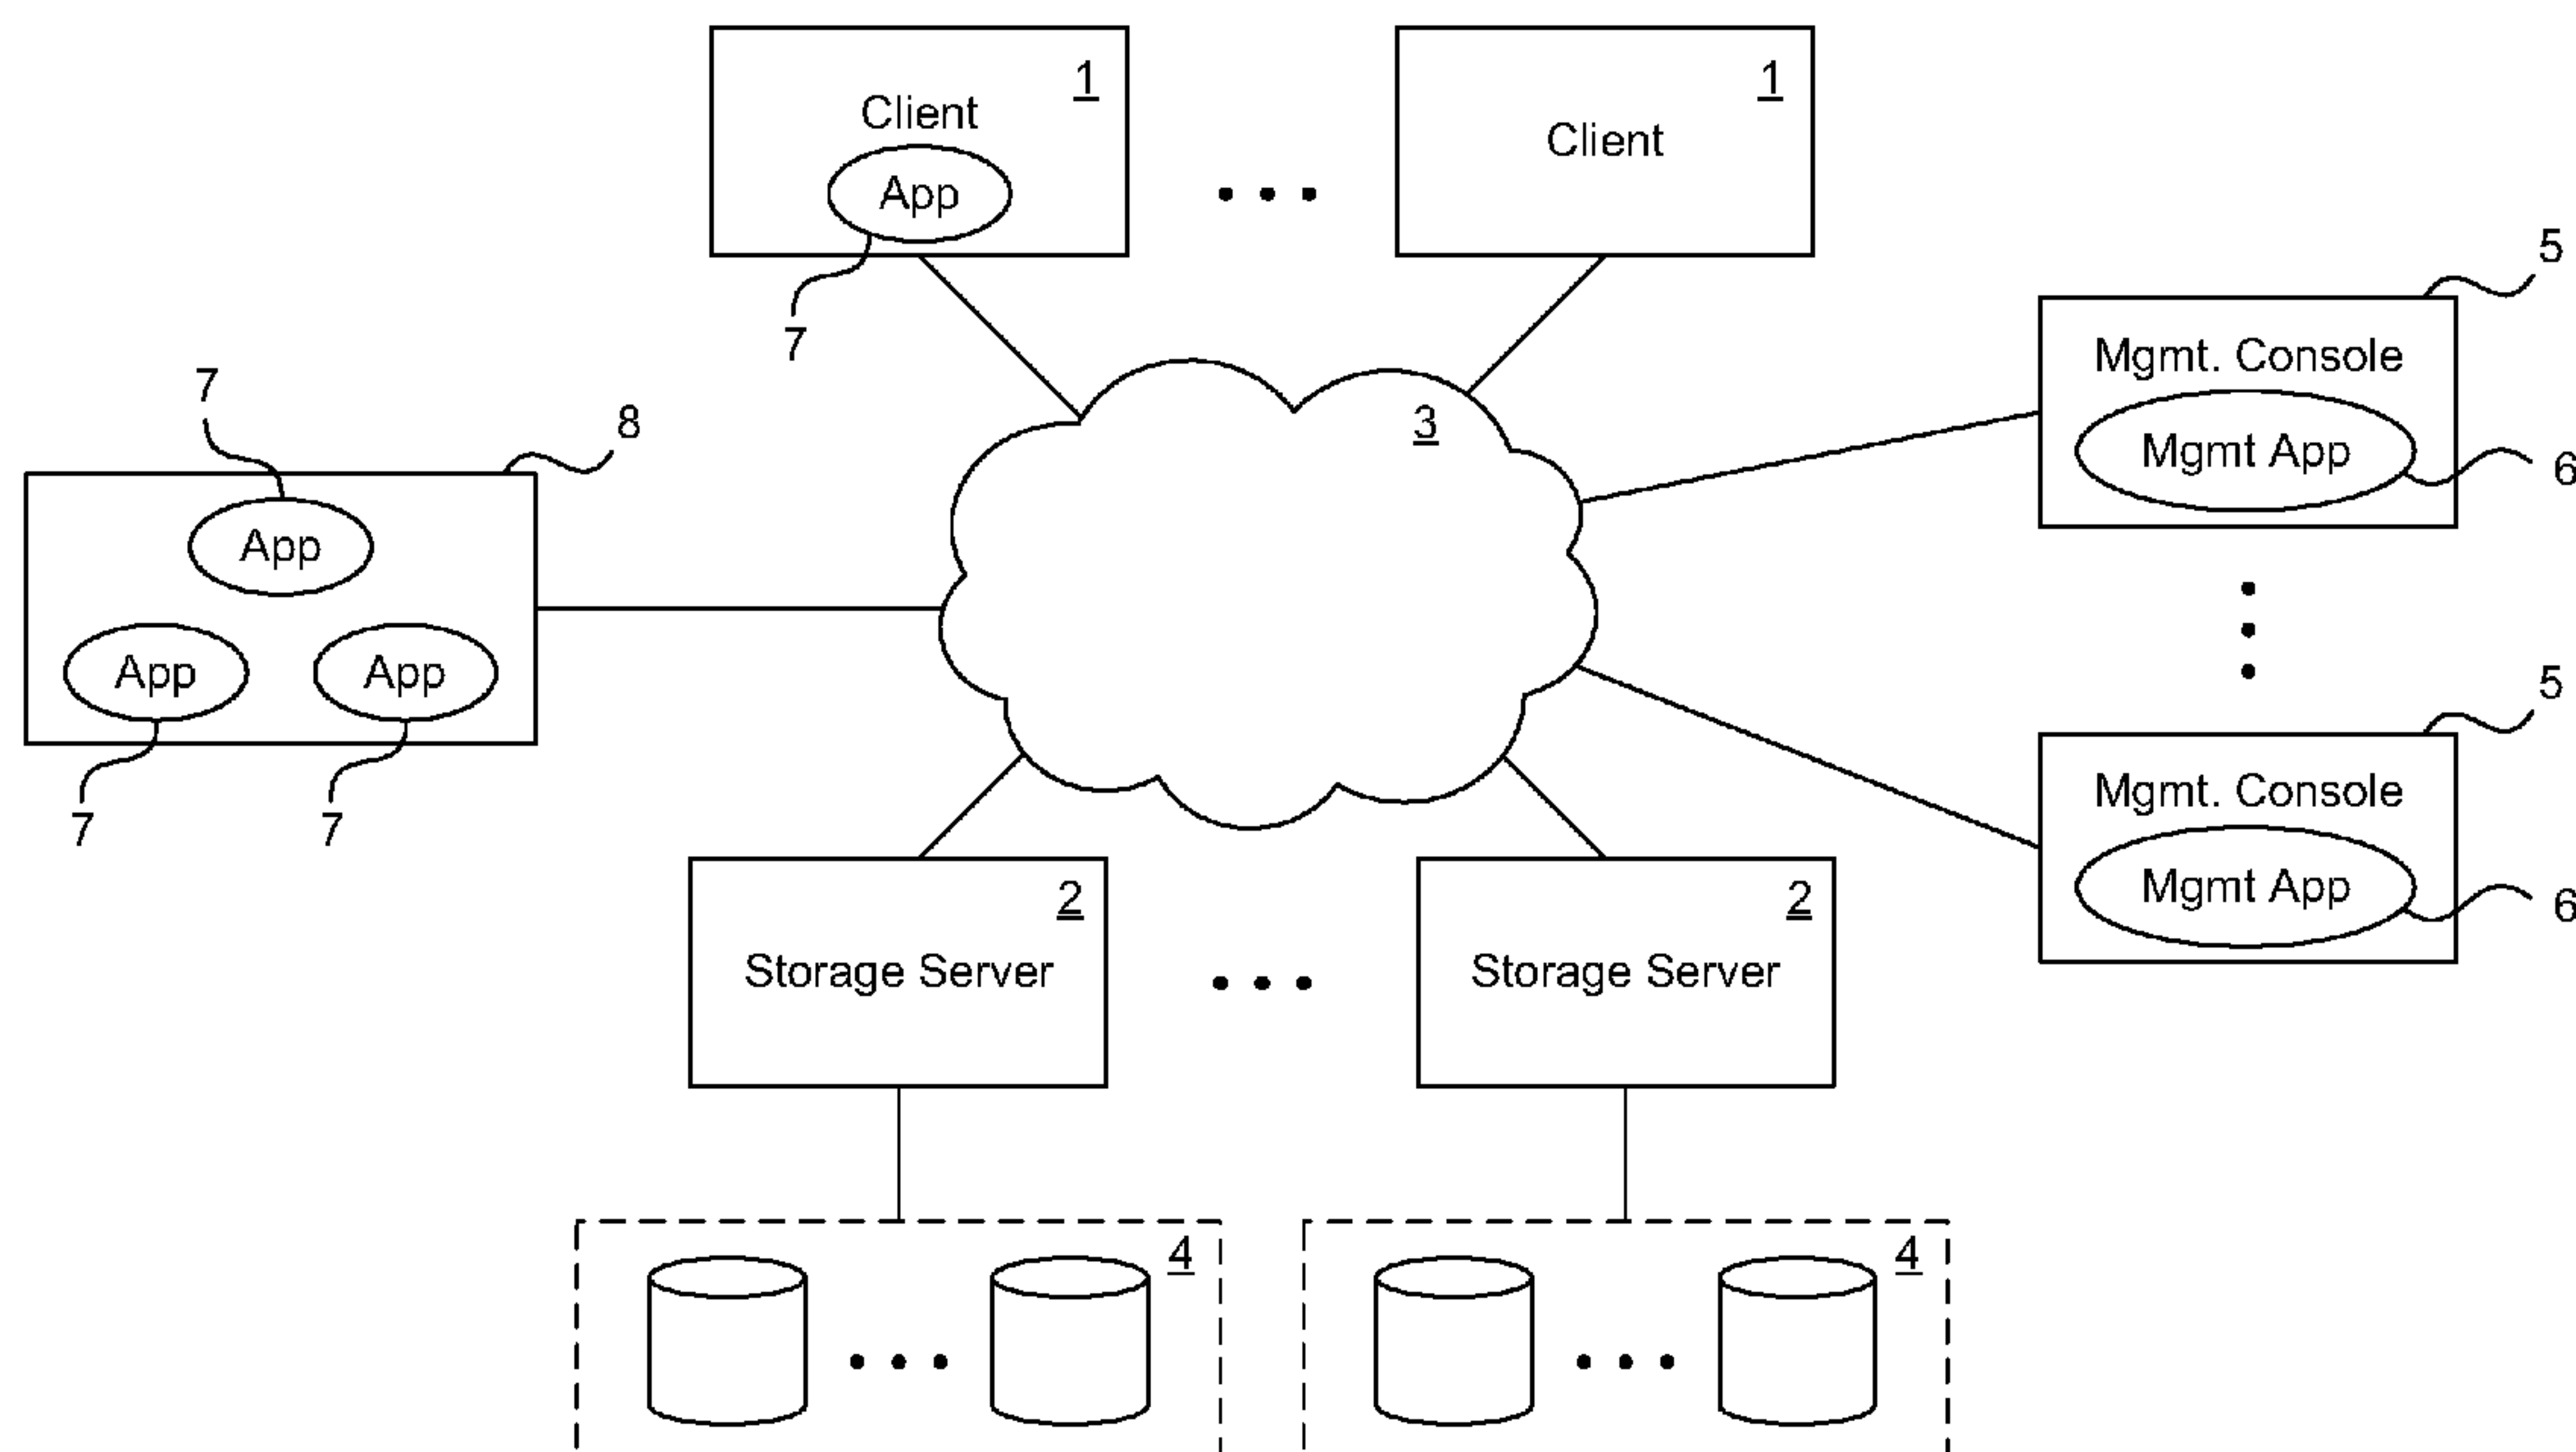 1
Client
App
7
1
Client
5
Mgmt. Console
Mgmt App
6
7
8
App
App
App
7
7
3
5
Mgmt. Console
Mgmt App
6
2
Storage Server
2
Storage Server
4
4